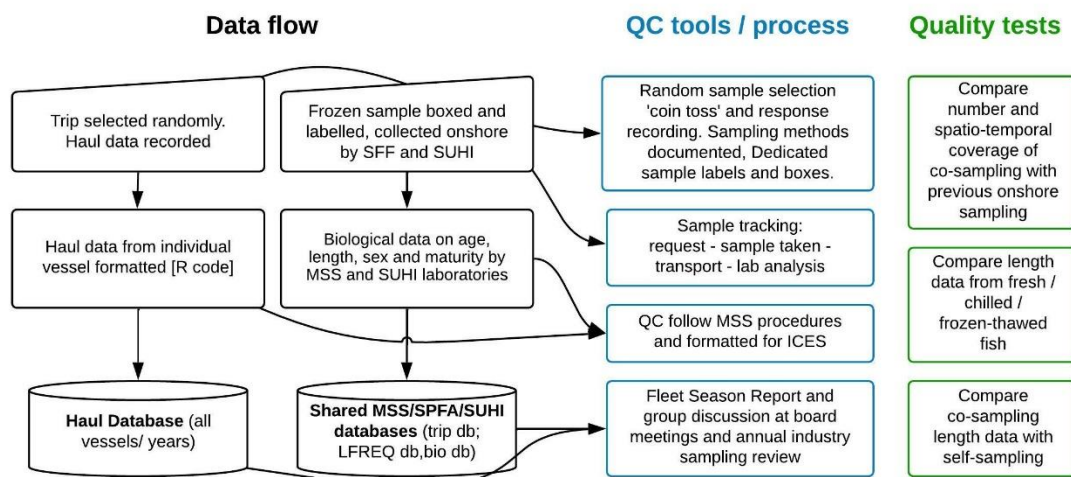 Data flow
QC tools / process
Quality tests
Trip selected randomly.
Haul data recorded
Frozen sample boxed and
labelled, collected onshore
by SFF and SUHI
Random sample selection
'coin toss' and response
recording. Sampling methods
documented, Dedicated
sample labels and boxes.
Compare
number and
spatio-temporal
coverage of
co-sampling with
previous onshore
sampling
Haul data from individual
vessel formatted [R code]
Biological data on age,
length, sex and maturity by
MSS and SUHI laboratories
Sample tracking:
request - sample taken -
transport - lab analysis
Compare length
data from fresh /
chilled /
frozen-thawed
fish
QC follow MSS procedures
and formatted for ICES
Haul Database (all
vessels/ years)
Shared MSS/SPFA/SUHI
databases (trip db;
LFREQ db,bio db)
Fleet Season Report and
group discussion at board
meetings and annual industry
sampling review
Compare
co-sampling
length data with
self-sampling